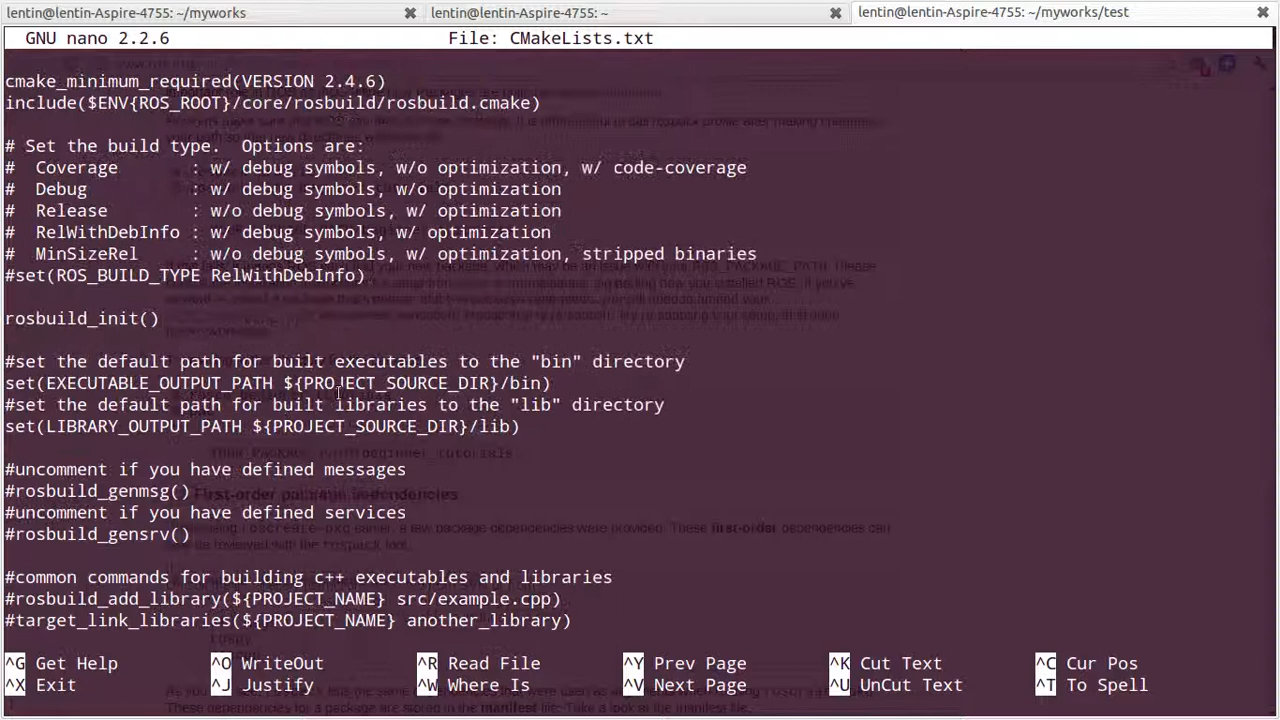 lentin@lentin-Aspire-4755: ~/myworks
lentin@lentin-Aspire-4755: ~
lentin@lentin-Aspire-4755: ~/myworks/test
GNU nano 2.2.6 File: CMakeLists.txt
cmake_minimum_required(VERSION 2.4.6)
include($ENV{ROS_ROOT}/core/rosbuild/rosbuild.cmake)
# Set the build type.  Options are:
#  Coverage       : w/ debug symbols, w/o optimization, w/ code-coverage
#  Debug          : w/ debug symbols, w/o optimization
#  Release        : w/o debug symbols, w/ optimization
#  RelWithDebInfo : w/ debug symbols, w/ optimization
#  MinSizeRel     : w/o debug symbols, w/ optimization, stripped binaries
#set(ROS_BUILD_TYPE RelWithDebInfo)
rosbuild_init()
#set the default path for built executables to the "bin" directory
set(EXECUTABLE_OUTPUT_PATH ${PROJECT_SOURCE_DIR}/bin)
#set the default path for built libraries to the "lib" directory
set(LIBRARY_OUTPUT_PATH ${PROJECT_SOURCE_DIR}/lib)
#uncomment if you have defined messages
#rosbuild_genmsg()
#uncomment if you have defined services
#rosbuild_gensrv()
#common commands for building c++ executables and libraries
#rosbuild_add_library(${PROJECT_NAME} src/example.cpp)
#target_link_libraries(${PROJECT_NAME} another_library)
^G Get Help ^O WriteOut ^R Read File ^Y Prev Page ^K Cut Text ^C Cur Pos
^X Exit ^J Justify ^W Where Is ^V Next Page ^U UnCut Text ^T To Spell